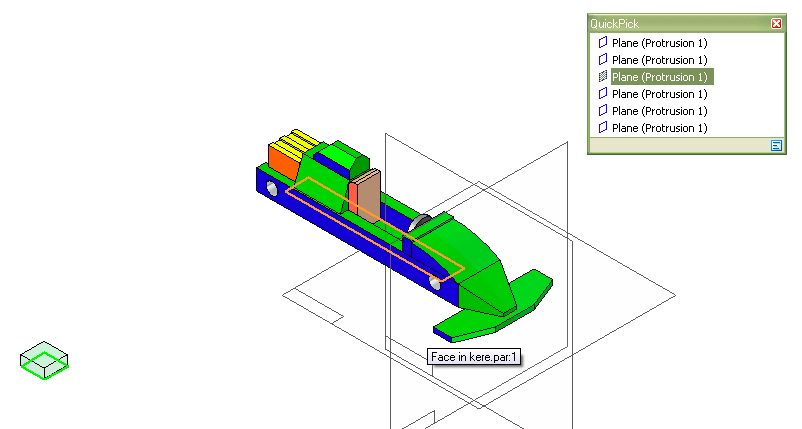 QuickPick
Plane (Protrusion 1)
Plane (Protrusion 1)
Plane (Protrusion 1)
Plane (Protrusion 1)
Plane (Protrusion 1)
Plane (Protrusion 1)
Face in kere.par:1